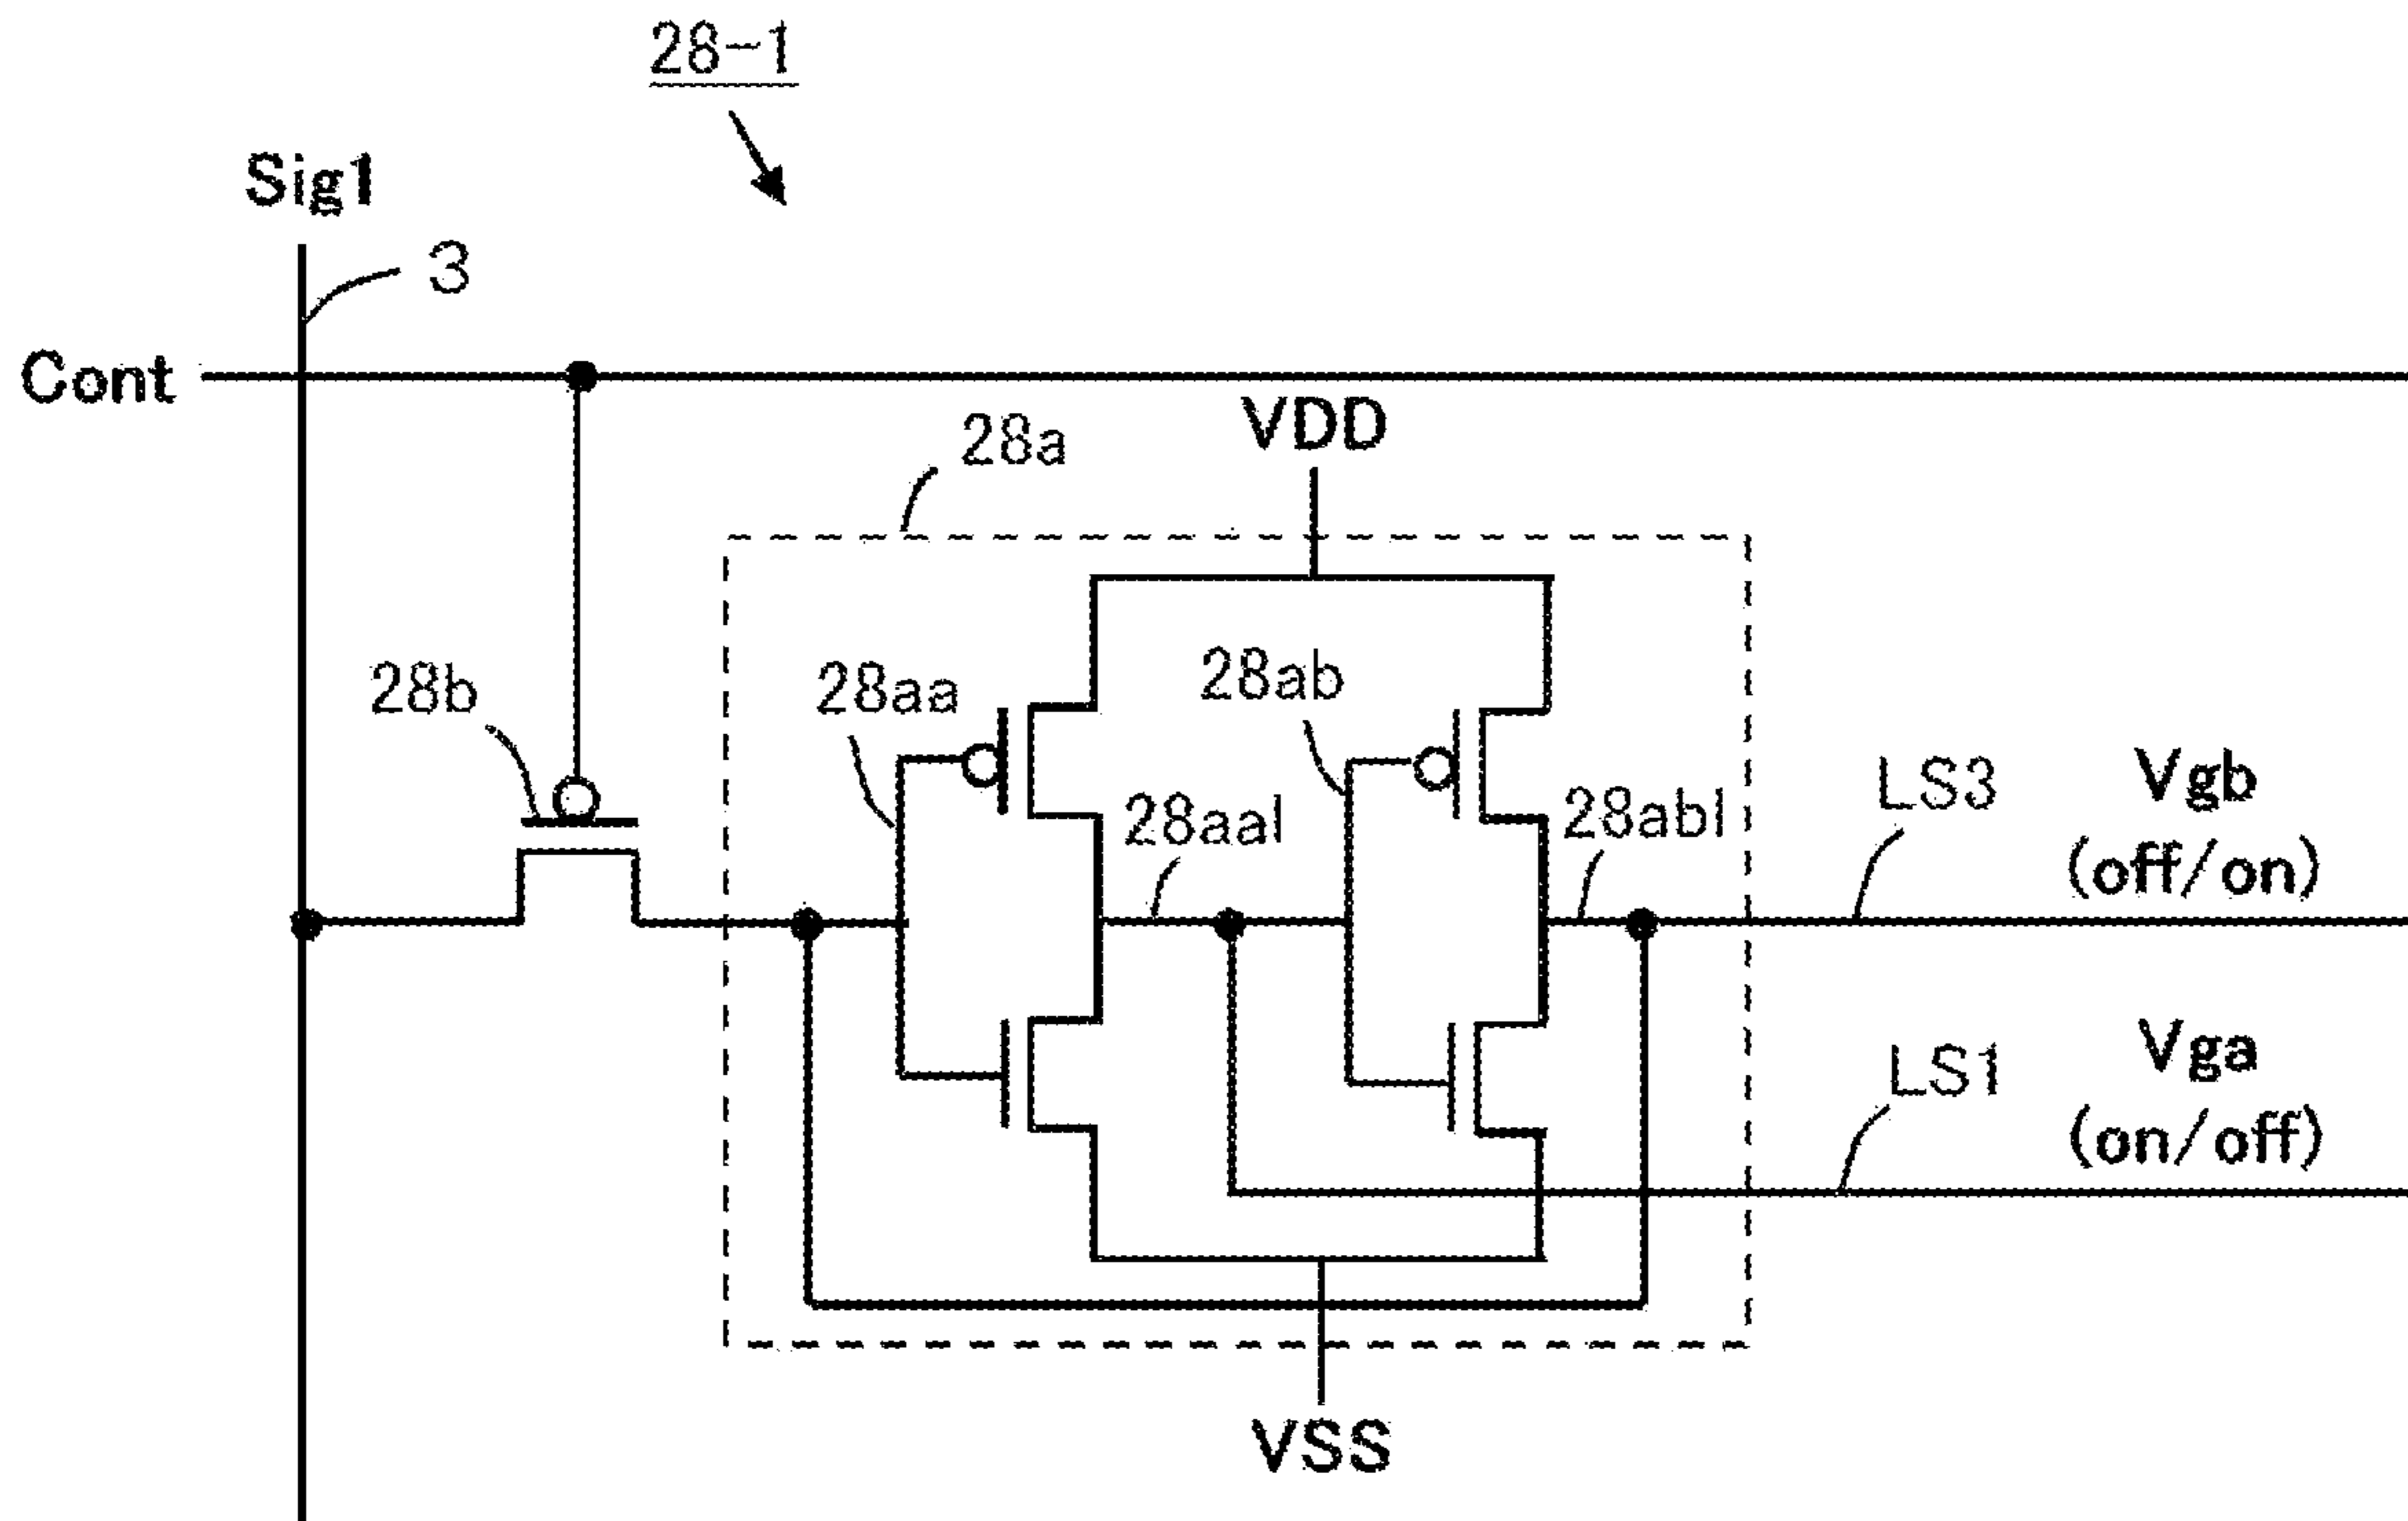 28-1
Sig1
3
Cont
VDD
28a
28b
28aa
28ab
28aal
28abl
LS3
Vgb
(off/on)
LS1
Vga
(on/off)
VSS